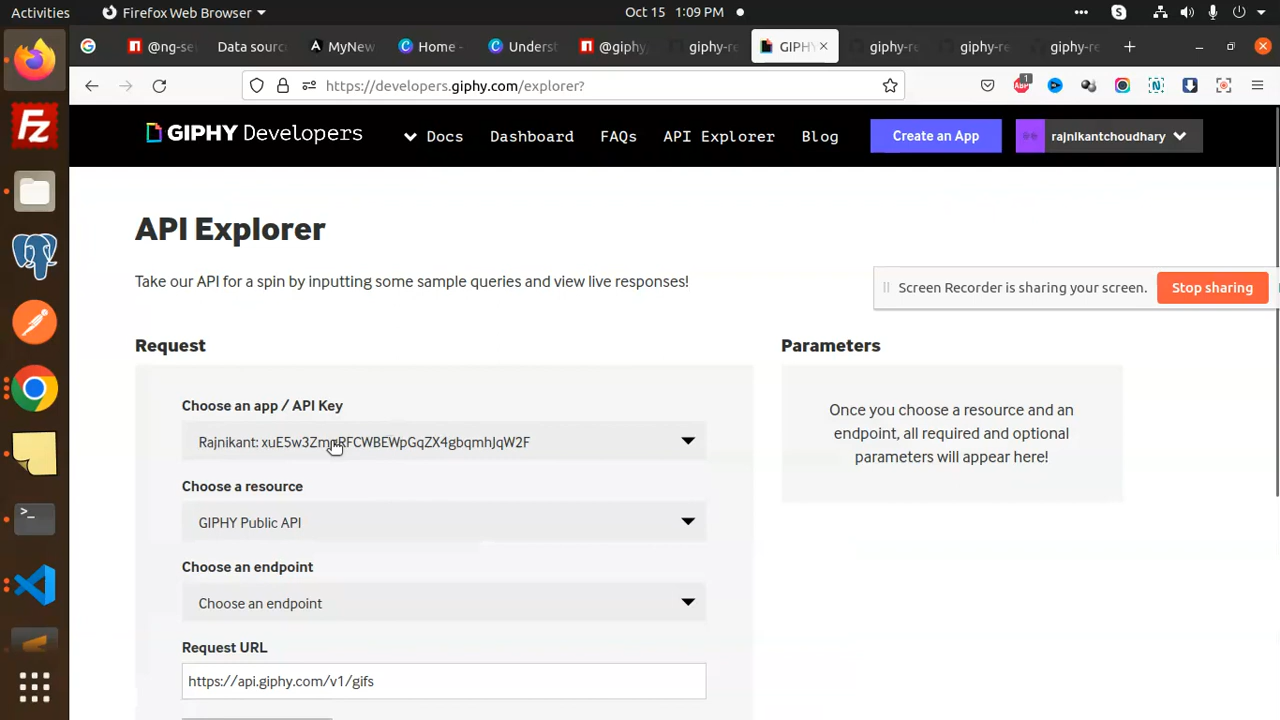 Activities
Firefox Web Browser
Oct 15 1:09 PM
@ng-se
Data sourc
MyNew
Home -
Underst
@giphy
giphy-re
GIPHY
giphy-re
giphy-re
giphy-re
https://developers.giphy.com/explorer?
1
GIPHY Developers
Docs
Dashboard
FAQs
API Explorer
Blog
Create an App
rajnikantchoudhary
API Explorer
Take our API for a spin by inputting some sample queries and view live responses!
Screen Recorder is sharing your screen.
Stop sharing
Request
Parameters
Choose an app / API Key
Rajnikant:
Once you choose a resource and an
endpoint, all required and optional
parameters will appear here!
Choose a resource
GIPHY Public API
Choose an endpoint
Choose an endpoint
Request URL
https://api.giphy.com/v1/gifs